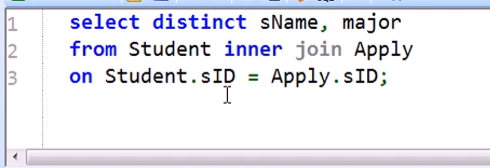 1 select distinct sName, major
2 from Student inner join Apply
3 on Student.sID = Apply.sID;